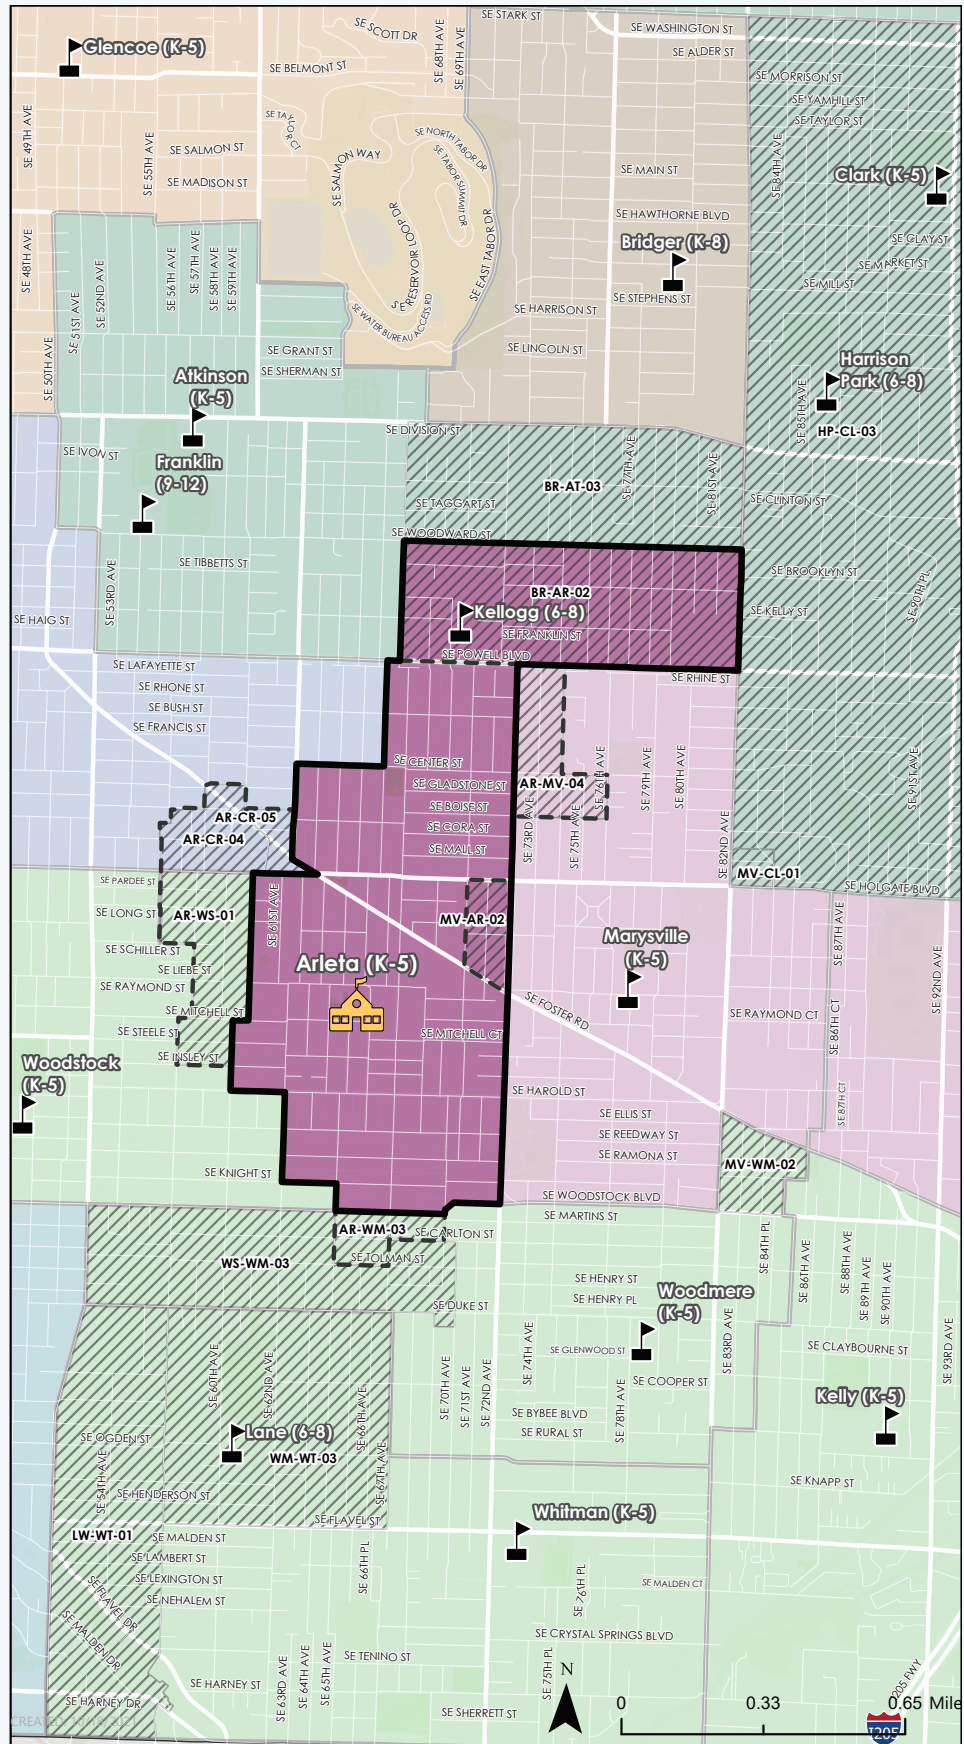 SE STARK ST
SE SCOTT DR
SE 68TH AVE
SE 69TH AVE
SE WASHINGTON ST
Glencoe (K-5)
SE ALDER ST
SE BELMONT ST
SE MORRISON ST
SE YAMHILL ST
SE TAYLOR ST
SE TAYLOR CT
SE 49TH AVE
SE 55TH AVE
SE SALMON ST
SE SALMON WAY
SE NORTH TABOR DR
SE TABOR SUMMIT DR
SE 84TH AVE
SE MAIN ST
Clark (K-5)
SE MADISON ST
SE HAWTHORNE BLVD
SE RESERVOIR LOOP DR
SE EAST TABOR DR
Bridger (K-8)
SE CLAY ST
SE MARKET ST
SE MILL ST
SE 48TH AVE
SE 51ST AVE
SE 52ND AVE
SE 56TH AVE
SE 57TH AVE
SE 58TH AVE
SE 59TH AVE
SE STEPHENS ST
SE HARRISON ST
SE WATER BUREAU ACCESS RD
SE GRANT ST
SE LINCOLN ST
SE SHERMAN ST
SE 50TH AVE
Harrison
Park (6-8)
Atkinson
(K-5)
SE 85TH AVE
HP-CL-03
SE DIVISION ST
SE IVON ST
Franklin
(9-12)
SE 77TH AVE
SE 81ST AVE
BR-AT-03
SE TAGGART ST
SE CLINTON ST
SE WOODWARD ST
SE TIBBETTS ST
SE 53RD AVE
SE BROOKLYN ST
SE 90TH PL
BR-AR-02
Kellogg (6-8)
SE KELLY ST
SE HAIG ST
SE FRANKLIN ST
SE POWELL BLVD
SE LAFAYETTE ST
SE RHINE ST
SE RHONE ST
SE BUSH ST
SE FRANCIS ST
SE CENTER ST
SE GLADSTONE ST
AR-MV-04
SE 76TH AVE
SE 79TH AVE
SE 80TH AVE
SE 91ST AVE
SE BOISE ST
AR-CR-05
SE CORA ST
AR-CR-04
SE MALL ST
SE 73RD AVE
SE 75TH AVE
SE 82ND AVE
MV-CL-01
SE PARDEE ST
SE HOLGATE BLVD
SE LONG ST
AR-WS-01
SE 61ST AVE
MV-AR-02
SE 87TH AVE
Marysville
(K-5)
SE SCHILLER ST
Arleta (K-5)
SE LIEBE ST
SE RAYMOND ST
SE 92ND AVE
SE MITCHELL ST
SE FOSTER RD
SE RAYMOND CT
SE STEELE ST
SE MITCHELL CT
SE 86TH CT
SE INSLEY ST
Woodstock
(K-5)
SE HAROLD ST
SE 87TH CT
SE ELLIS ST
SE REEDWAY ST
SE RAMONA ST
MV-WM-02
SE KNIGHT ST
SE WOODSTOCK BLVD
SE MARTINS ST
AR-WM-03
SE CARLTON ST
SE TOLMAN ST
WS-WM-03
SE 84TH PL
SE 86TH AVE
SE 88TH AVE
SE 89TH AVE
SE 90TH AVE
SE HENRY ST
SE HENRY PL
Woodmere
(K-5)
SE DUKE ST
SE GLENWOOD ST
SE 83RD AVE
SE CLAYBOURNE ST
SE 93RD AVE
SE 60TH AVE
SE 62ND AVE
SE 66TH AVE
SE 70TH AVE
SE 71ST AVE
SE 72ND AVE
SE 74TH AVE
SE 78TH AVE
SE COOPER ST
Kelly (K-5)
SE BYBEE BLVD
SE RURAL ST
SE OGDEN ST
Lane (6-8)
WM-WT-03
SE 67TH AVE
SE 54TH AVE
SE KNAPP ST
SE HENDERSON ST
SE FLAVEL ST
Whitman (K-5)
LW-WT-01
SE MALDEN ST
SE LAMBERT ST
SE LEXINGTON ST
SE NEHALEM ST
SE FLAVEL DR
SE MALDEN DR
SE 66TH PL
SE 76TH PL
SE MALDEN CT
SE CRYSTAL SPRINGS BLVD
SE TENINO ST
SE HARNEY ST
SE 63RD AVE
SE 64TH AVE
SE 65TH AVE
SE 75TH PL
SE HARNEY DR
SE SHERRETT ST
N
0 0.33 0.65 Mile
I205 FWY
I205
CREATED: 10/18/2021